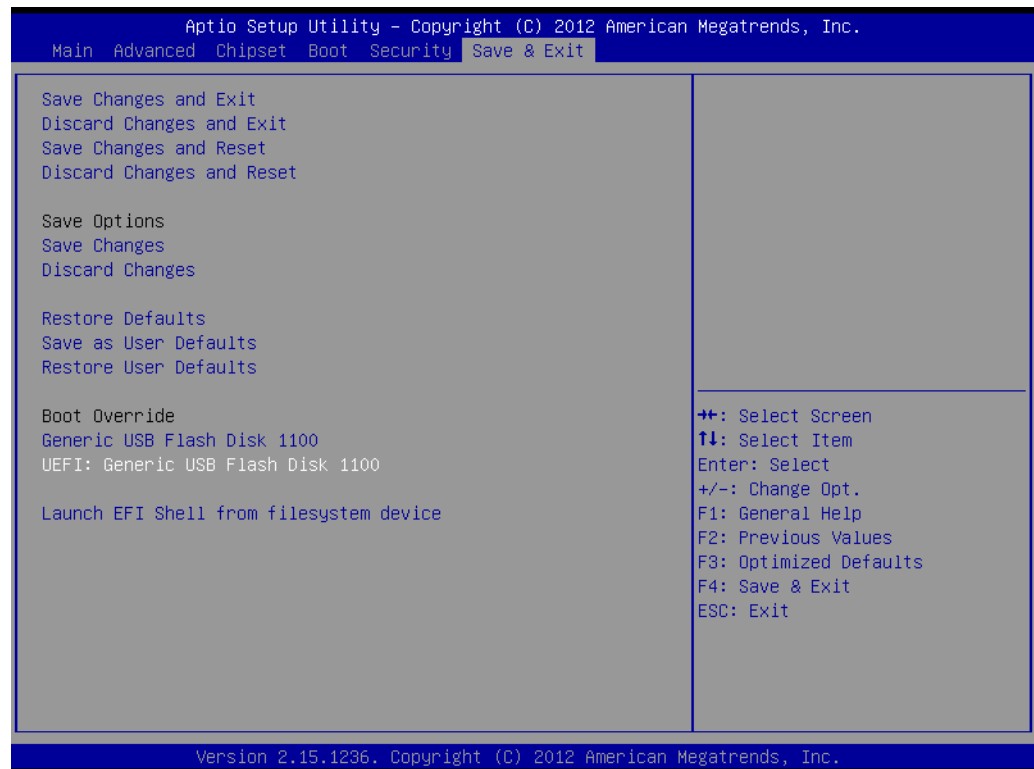 Aptio Setup Utility – Copyright (C) 2012 American Megatrends, Inc.
Main Advanced Chipset Boot Security Save & Exit
Save Changes and Exit
Discard Changes and Exit
Save Changes and Reset
Discard Changes and Reset
Save Options
Save Changes
Discard Changes
Restore Defaults
Save as User Defaults
Restore User Defaults
Boot Override
Generic USB Flash Disk 1100
UEFI: Generic USB Flash Disk 1100
Launch EFI Shell from filesystem device
→←: Select Screen
↑↓: Select Item
Enter: Select
+/-: Change Opt.
F1: General Help
F2: Previous Values
F3: Optimized Defaults
F4: Save & Exit
ESC: Exit
Version 2.15.1236. Copyright (C) 2012 American Megatrends, Inc.